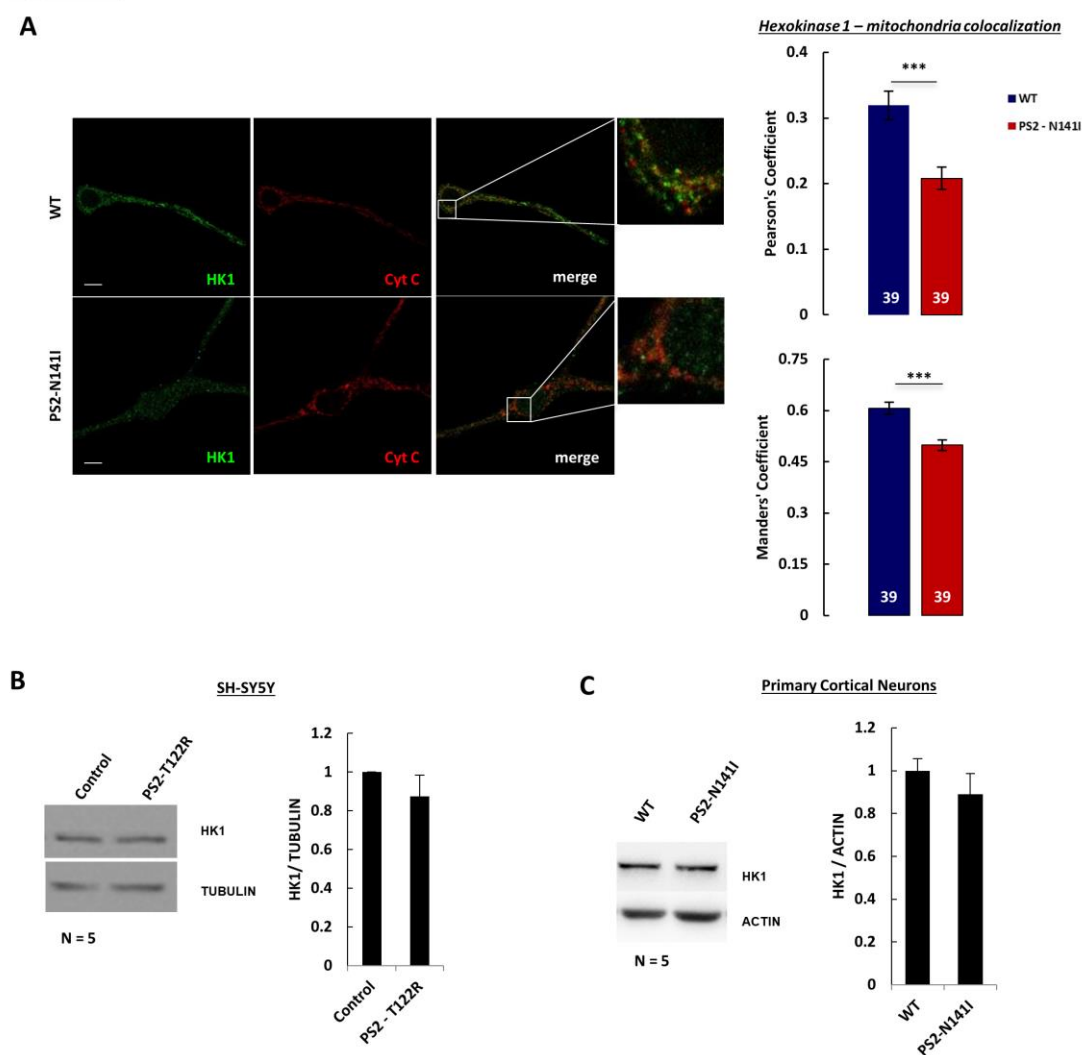 A
Hexokinase 1 – mitochondria colocalization
WT
HK1
Cyt C
merge
PS2-N141I
HK1
Cyt C
merge
Pearson's Coefficient
0.4
0.3
0.2
0.1
0
***
39
39
WT
PS2 - N141I
Manders' Coefficient
0.75
0.6
0.45
0.3
0.15
0
***
39
39
B
SH-SY5Y
Control
PS2-T122R
HK1
TUBULIN
N = 5
HK1/ TUBULIN
1.2
1
0.8
0.6
0.4
0.2
0
Control
PS2 - T122R
C
Primary Cortical Neurons
WT
PS2-N141I
HK1
ACTIN
N = 5
HK1 / ACTIN
1.2
1
0.8
0.6
0.4
0.2
0
WT
PS2-N141I